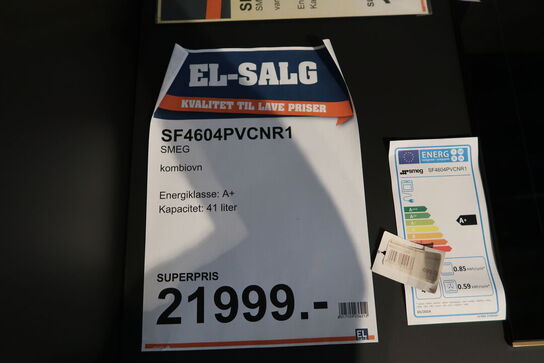 EL-SALG
KVALITET TIL LAVE PRISER
SF4604PVCNR1
SMEG
kombiovn
Energiklasse: A+
Kapacitet: 41 liter
SUPERPRIS
21999.-
EL
ENERG
smeg SF4604PVCNR1
A+
0.85
0.59